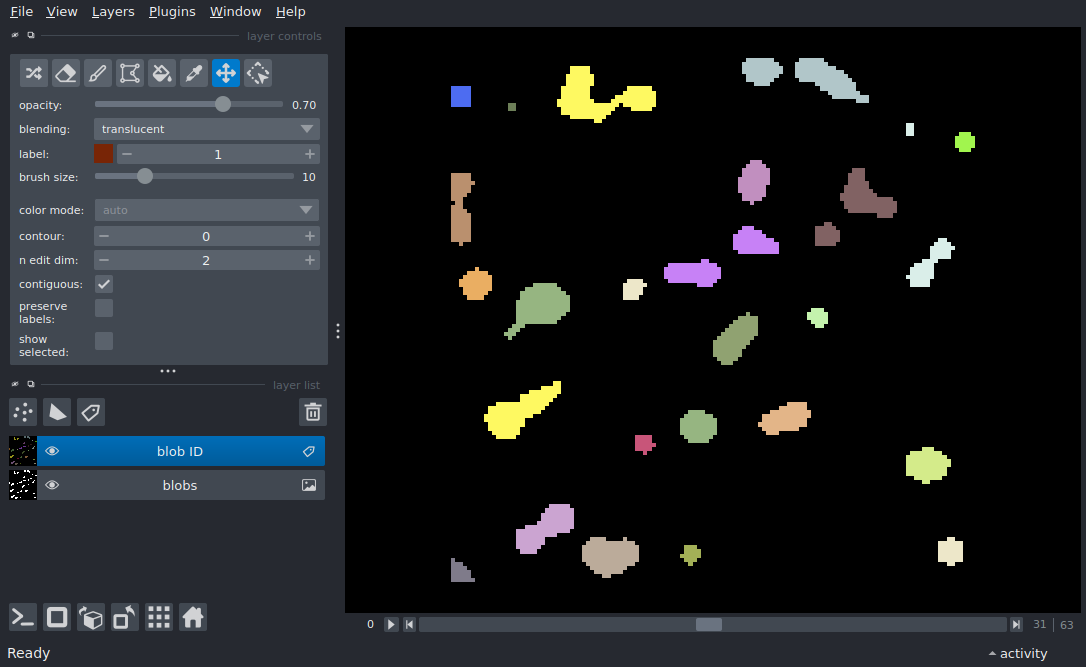 File View Layers Plugins Window Help
layer controls
opacity: 0.70
blending: translucent
label: 1
brush size: 10
color mode: auto
contour: 0
n edit dim: 2
contiguous:
preserve
labels:
show
selected:
layer list
blob ID
blobs
0 31 63
Ready activity